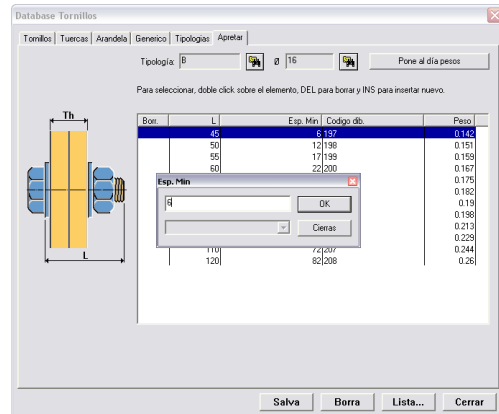 Database Tornillos
Tornillos Tuercas Arandela Generico Tipologias Apretar
Tipología: B ø 16 Pone al día pesos
Para seleccionar, doble click sobre el elemento, DEL para borrar y INS para insertar nuevo.
Th
L
Borr. L Esp. Min Codigo dib. Peso
45 6 197 0.142
50 12 198 0.151
55 17 199 0.159
60 22 200 0.167
0.175
0.182
0.19
0.198
0.213
0.229
110 72 207 0.244
120 82 208 0.26
Esp. Min
6 OK
Cierras
Salva Borra Lista... Cerrar